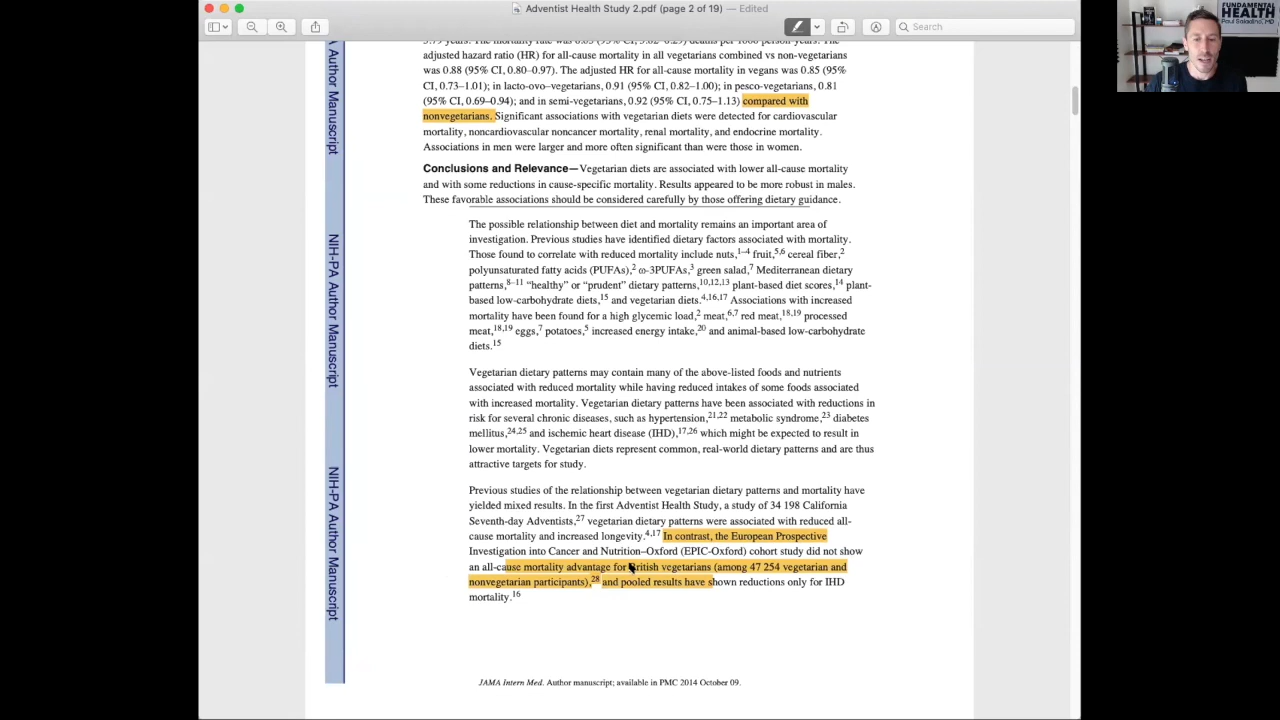 Adventist Health Study 2.pdf (page 2 of 19) — Edited
Search
FUNDAMENTAL
HEALTH
Paul Saladino, MD
adjusted hazard ratio (HR) for all-cause mortality in all vegetarians combined vs non-vegetarians
was 0.88 (95% CI, 0.80–0.97). The adjusted HR for all-cause mortality in vegans was 0.85 (95%
CI, 0.73–1.01); in lacto-ovo–vegetarians, 0.91 (95% CI, 0.82–1.00); in pesco-vegetarians, 0.81
(95% CI, 0.69–0.94); and in semi-vegetarians, 0.92 (95% CI, 0.75–1.13) compared with
nonvegetarians. Significant associations with vegetarian diets were detected for cardiovascular
mortality, noncardiovascular noncancer mortality, renal mortality, and endocrine mortality.
Associations in men were larger and more often significant than were those in women.
Conclusions and Relevance—Vegetarian diets are associated with lower all-cause mortality
and with some reductions in cause-specific mortality. Results appeared to be more robust in males.
These favorable associations should be considered carefully by those offering dietary guidance.
The possible relationship between diet and mortality remains an important area of
investigation. Previous studies have identified dietary factors associated with mortality.
Those found to correlate with reduced mortality include nuts,1–4 fruit,5,6 cereal fiber,2
polyunsaturated fatty acids (PUFAs),2 ω-3PUFAs,3 green salad,7 Mediterranean dietary
patterns,8–11 “healthy” or “prudent” dietary patterns,10,12,13 plant-based diet scores,14 plant-
based low-carbohydrate diets,15 and vegetarian diets.4,16,17 Associations with increased
mortality have been found for a high glycemic load,2 meat,6,7 red meat,18,19 processed
meat,18,19 eggs,7 potatoes,5 increased energy intake,20 and animal-based low-carbohydrate
diets.15
Vegetarian dietary patterns may contain many of the above-listed foods and nutrients
associated with reduced mortality while having reduced intakes of some foods associated
with increased mortality. Vegetarian dietary patterns have been associated with reductions in
risk for several chronic diseases, such as hypertension,21,22 metabolic syndrome,23 diabetes
mellitus,24,25 and ischemic heart disease (IHD),17,26 which might be expected to result in
lower mortality. Vegetarian diets represent common, real-world dietary patterns and are thus
attractive targets for study.
Previous studies of the relationship between vegetarian dietary patterns and mortality have
yielded mixed results. In the first Adventist Health Study, a study of 34 198 California
Seventh-day Adventists,27 vegetarian dietary patterns were associated with reduced all-
cause mortality and increased longevity.4,17 In contrast, the European Prospective
Investigation into Cancer and Nutrition–Oxford (EPIC-Oxford) cohort study did not show
an all-cause mortality advantage for British vegetarians (among 47 254 vegetarian and
nonvegetarian participants),28 and pooled results have shown reductions only for IHD
mortality.16
JAMA Intern Med. Author manuscript; available in PMC 2014 October 09.
Author Manuscript
NIH-PA Author Manuscript
NIH-PA Author Manuscript